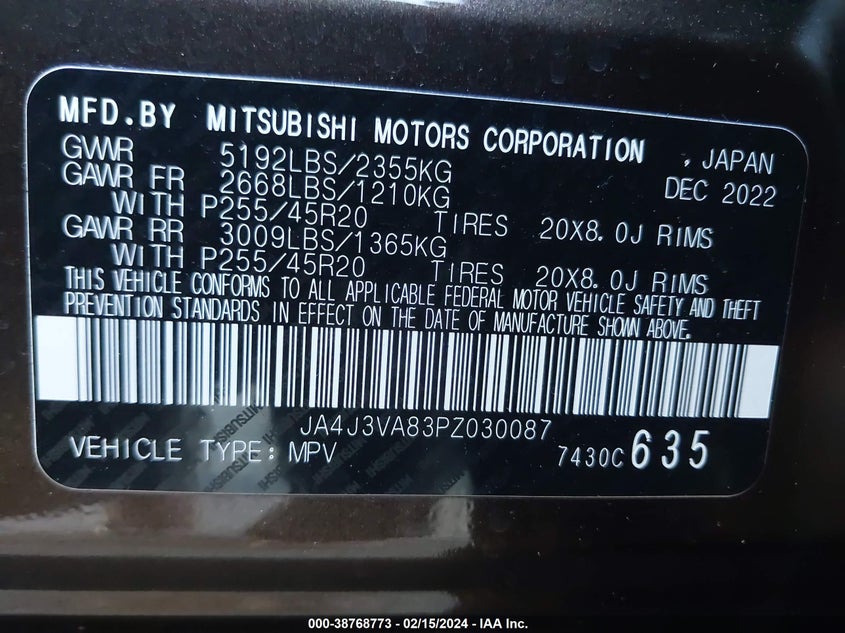 MFD.BY MITSUBISHI MOTORS CORPORATION , JAPAN
GVWR 5192LBS/2355KG DEC 2022
GAWR FR 2668LBS/1210KG
WITH P255/45R20 TIRES 20X8.0J RIMS
GAWR RR 3009LBS/1365KG
WITH P255/45R20 TIRES 20X8.0J RIMS
THIS VEHICLE CONFORMS TO ALL APPLICABLE FEDERAL MOTOR VEHICLE SAFETY AND THEFT
PREVENTION STANDARDS IN EFFECT ON THE DATE OF MANUFACTURE SHOWN ABOVE.
JA4J3VA83PZ030087
VEHICLE TYPE: MPV 7430C 635
000-38768773 - 02/15/2024 - IAA Inc.